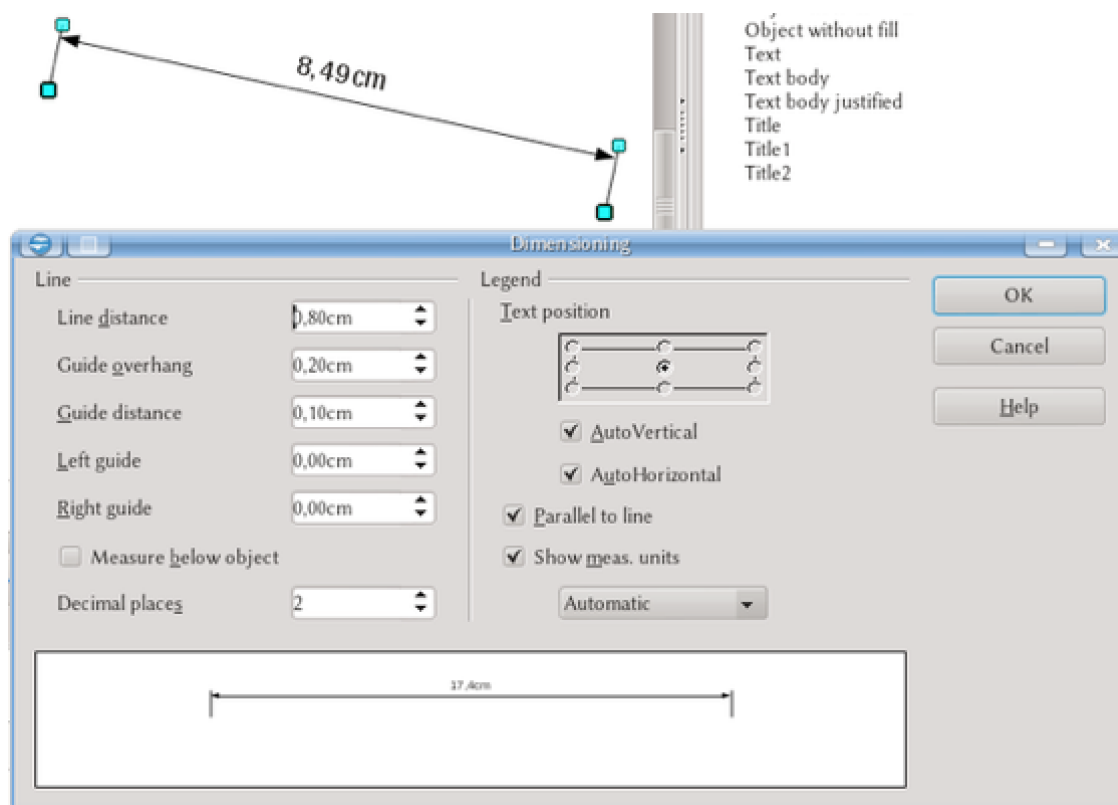 8,49cm
Object without fill
Text
Text body
Text body justified
Title
Title1
Title2
Dimensioning
Line
Line distance 0,80cm
Guide overhang 0,20cm
Guide distance 0,10cm
Left guide 0,00cm
Right guide 0,00cm
Measure below object
Decimal places 2
Legend
Text position
AutoVertical
AutoHorizontal
Parallel to line
Show meas. units
Automatic
OK
Cancel
Help
17,4cm